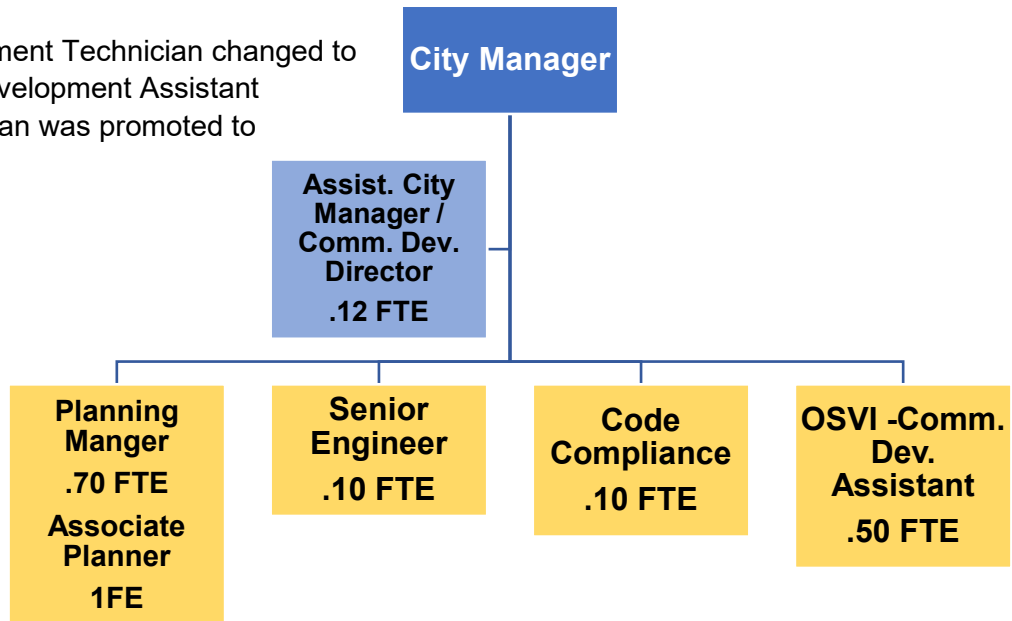 ment Technician changed to
velopment Assistant
an was promoted to
City Manager
Assist. City
Manager /
Comm. Dev.
Director
.12 FTE
Planning
Manger
.70 FTE
Associate
Planner
1FE
Senior
Engineer
.10 FTE
Code
Compliance
.10 FTE
OSVI -Comm.
Dev.
Assistant
.50 FTE